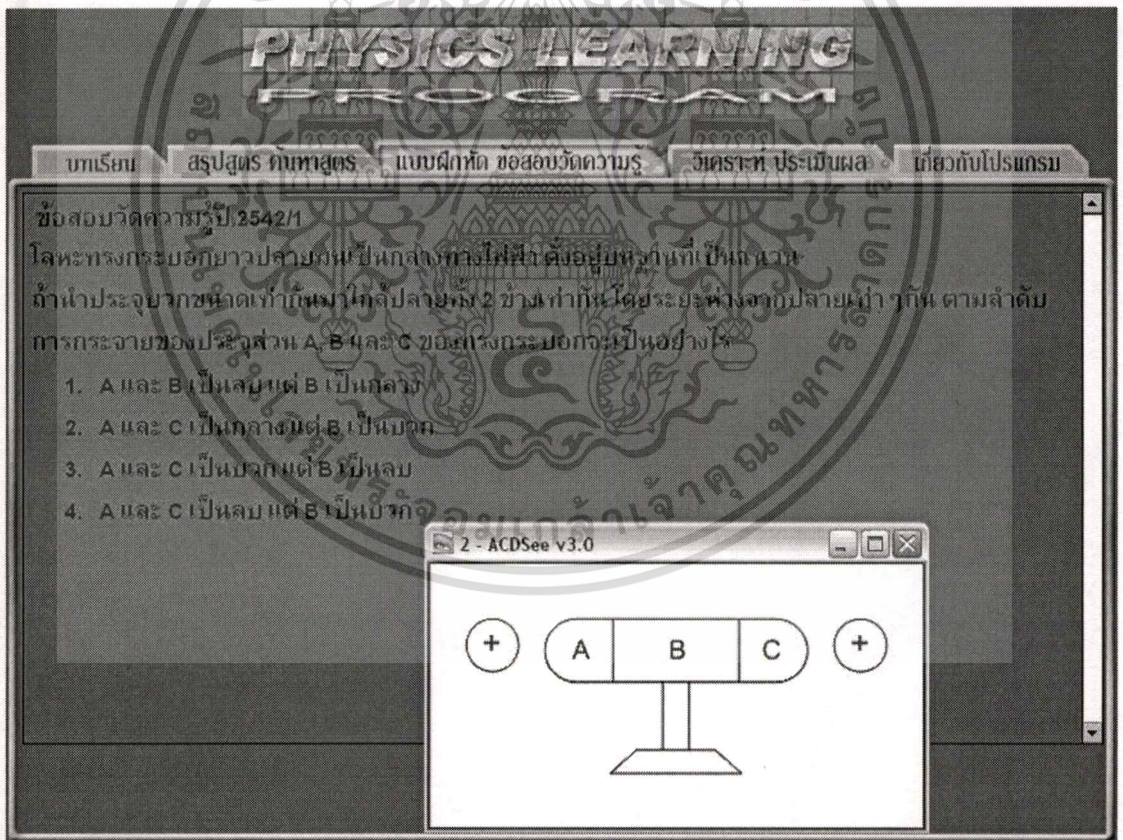 PHYSICS LEARNING
PROGRAM
บทเรียน
สรุปสูตร ค้นหาสูตร
แบบฝึกหัด ข้อสอบวัดความรู้
วิเคราะห์ ประเมินผล
เกี่ยวกับโปรแกรม
ข้อสอบวัดความรู้ปี 2542/1
โลหะทรงกระบอกยาวปลายมนเป็นกลางทางไฟฟ้า ตั้งอยู่บนฐานที่เป็นฉนวน
ถ้านำประจุบวกขนาดเท่ากันมาใกล้ปลายทั้ง 2 ข้างเท่ากัน โดยระยะห่างจากปลายเท่า ๆ กัน ตามลำดับ
การกระจายของประจุส่วน A, B และ C ของทรงกระบอกจะเป็นอย่างไร
1. A และ B เป็นลบ แต่ B เป็นกลาง
2. A และ C เป็นกลาง แต่ B เป็นบวก
3. A และ C เป็นบวก แต่ B เป็นลบ
4. A และ C เป็นลบ แต่ B เป็นบวก
2 - ACDSee v3.0
+ A B C +